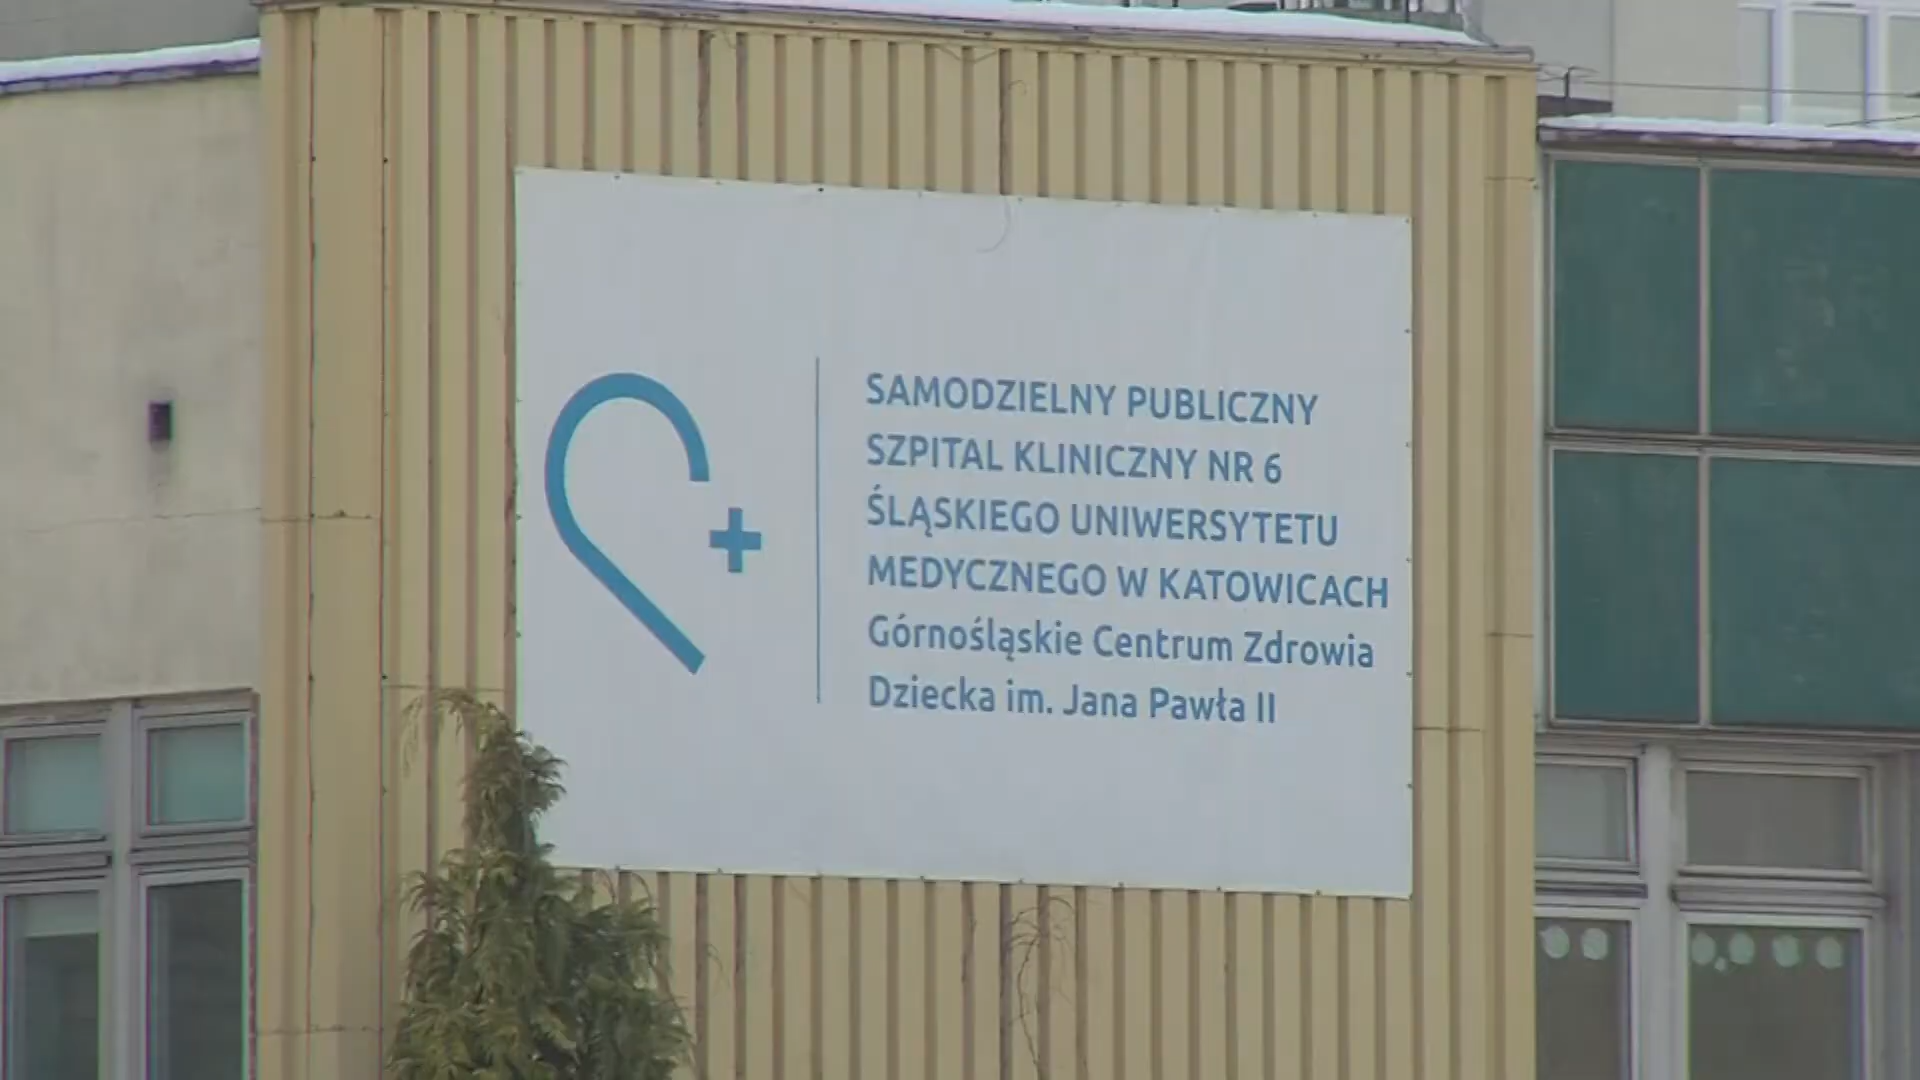 SAMODZIELNY PUBLICZNY
SZPITAL KLINICZNY NR 6
ŚLĄSKIEGO UNIWERSYTETU
MEDYCZNEGO W KATOWICACH
Górnośląskie Centrum Zdrowia
Dziecka im. Jana Pawła II